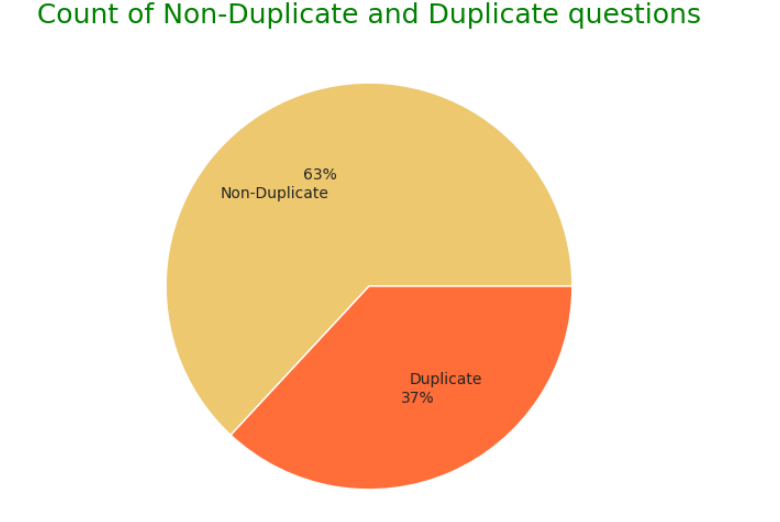 Count of Non-Duplicate and Duplicate questions
63%
Non-Duplicate
Duplicate
37%